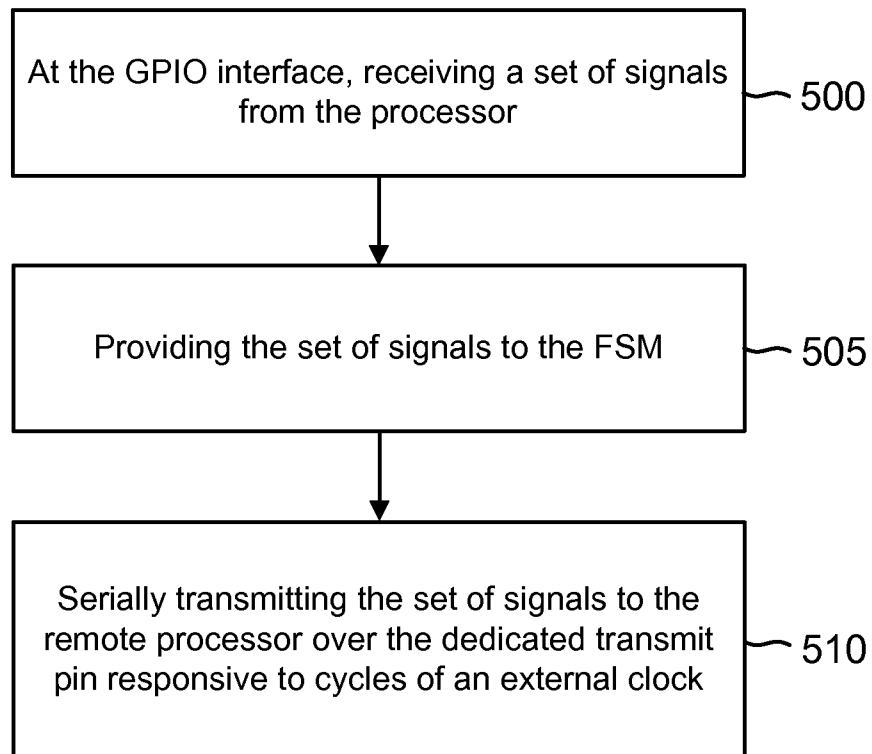 At the GPIO interface, receiving a set of signals
from the processor
500
Providing the set of signals to the FSM
505
Serially transmitting the set of signals to the
remote processor over the dedicated transmit
pin responsive to cycles of an external clock
510